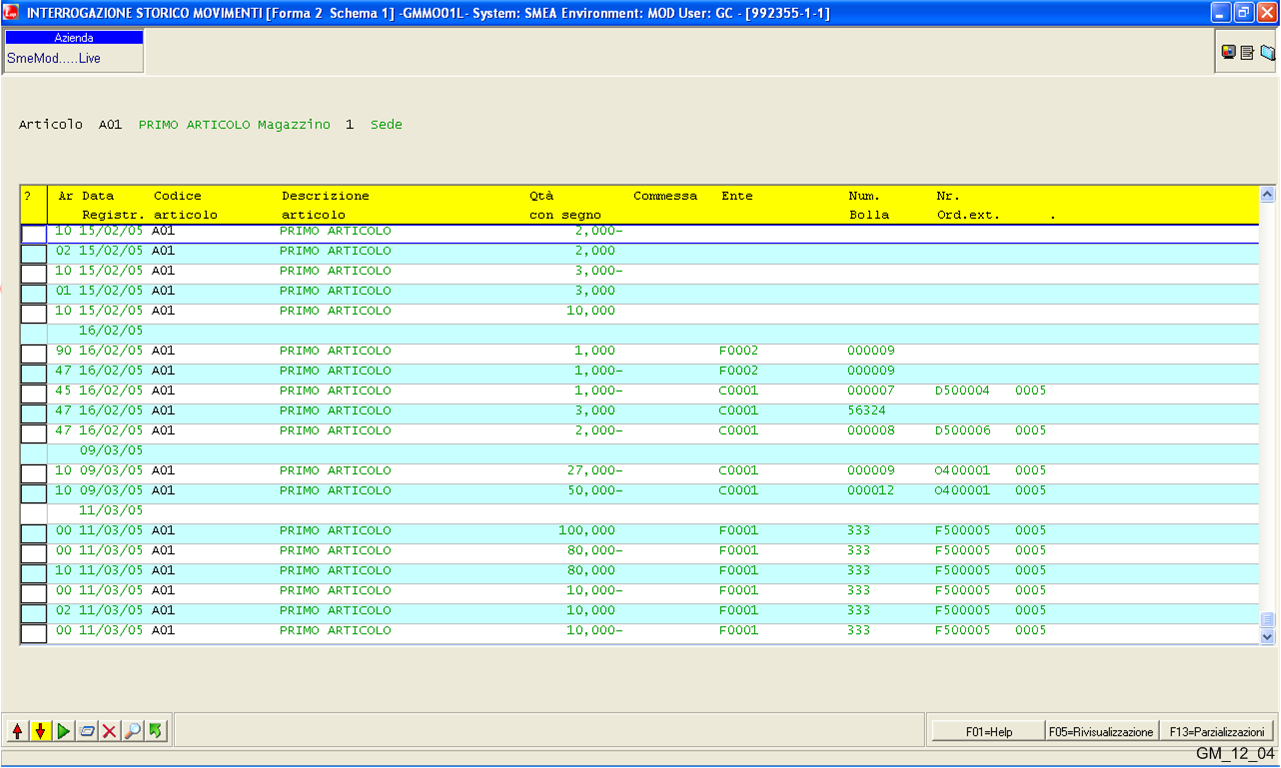 INTERROGAZIONE STORICO MOVIMENTI [Forma 2 Schema 1] -GMMO01L- System: SMEA Environment: MOD User: GC - [992355-1-1]
Azienda
SmeMod.....Live
Articolo A01 PRIMO ARTICOLO Magazzino 1 Sede
? Ar Data Codice Descrizione Qtà Commessa Ente Num. Nr.
Registr. articolo articolo con segno Bolla Ord.ext. .
10 15/02/05 A01 PRIMO ARTICOLO 2,000-
02 15/02/05 A01 PRIMO ARTICOLO 2,000
10 15/02/05 A01 PRIMO ARTICOLO 3,000-
01 15/02/05 A01 PRIMO ARTICOLO 3,000
10 15/02/05 A01 PRIMO ARTICOLO 10,000
16/02/05
90 16/02/05 A01 PRIMO ARTICOLO 1,000 F0002 000009
47 16/02/05 A01 PRIMO ARTICOLO 1,000- F0002 000009
45 16/02/05 A01 PRIMO ARTICOLO 1,000- C0001 000007 D500004 0005
47 16/02/05 A01 PRIMO ARTICOLO 3,000 C0001 56324
47 16/02/05 A01 PRIMO ARTICOLO 2,000- C0001 000008 D500006 0005
09/03/05
10 09/03/05 A01 PRIMO ARTICOLO 27,000- C0001 000009 O400001 0005
10 09/03/05 A01 PRIMO ARTICOLO 50,000- C0001 000012 O400001 0005
11/03/05
00 11/03/05 A01 PRIMO ARTICOLO 100,000 F0001 333 F500005 0005
00 11/03/05 A01 PRIMO ARTICOLO 80,000- F0001 333 F500005 0005
10 11/03/05 A01 PRIMO ARTICOLO 80,000 F0001 333 F500005 0005
00 11/03/05 A01 PRIMO ARTICOLO 10,000- F0001 333 F500005 0005
02 11/03/05 A01 PRIMO ARTICOLO 10,000 F0001 333 F500005 0005
00 11/03/05 A01 PRIMO ARTICOLO 10,000- F0001 333 F500005 0005
F01=Help F05=Rivisualizzazione F13=Parzializzazioni
GM_12_04